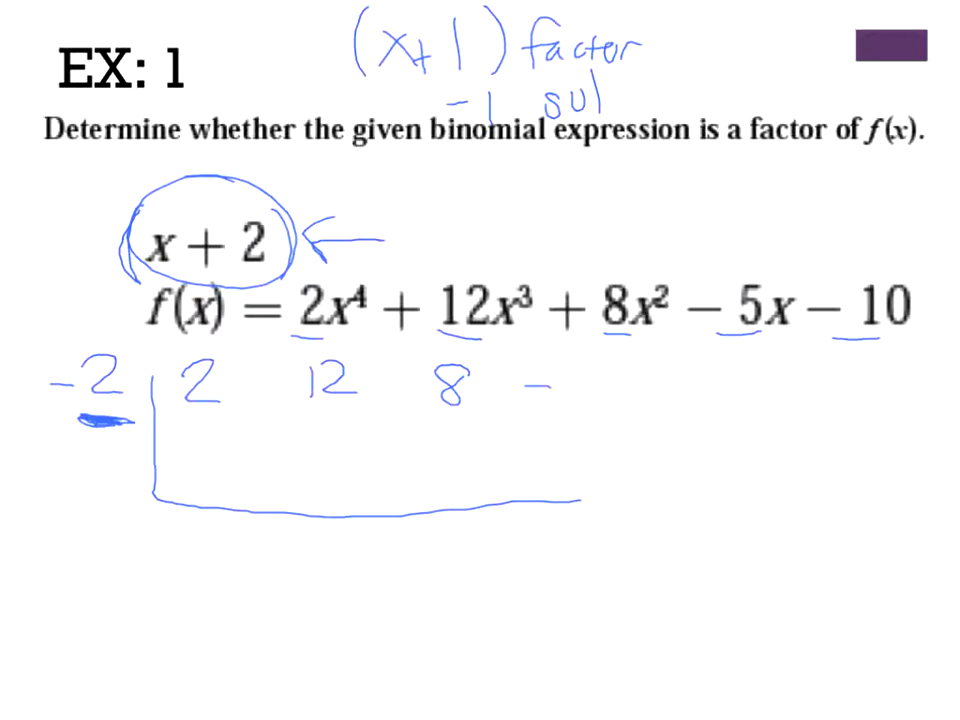 (x+1) factor
EX: 1
-1 sol
Determine whether the given binomial expression is a factor of f(x).
x + 2
f(x) = 2x⁴ + 12x³ + 8x² − 5x − 10
-2 2 12 8 -